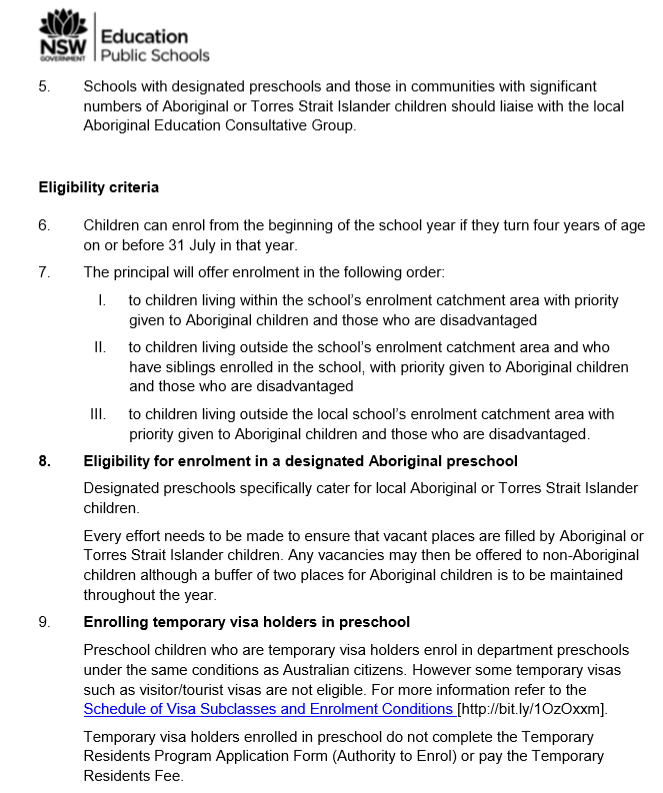 NSW
GOVERNMENT
Education
Public Schools
5. Schools with designated preschools and those in communities with significant
numbers of Aboriginal or Torres Strait Islander children should liaise with the local
Aboriginal Education Consultative Group.
Eligibility criteria
6. Children can enrol from the beginning of the school year if they turn four years of age
on or before 31 July in that year.
7. The principal will offer enrolment in the following order:
I. to children living within the school's enrolment catchment area with priority
given to Aboriginal children and those who are disadvantaged
II. to children living outside the school's enrolment catchment area and who
have siblings enrolled in the school, with priority given to Aboriginal children
and those who are disadvantaged
III. to children living outside the local school's enrolment catchment area with
priority given to Aboriginal children and those who are disadvantaged.
8. Eligibility for enrolment in a designated Aboriginal preschool
Designated preschools specifically cater for local Aboriginal or Torres Strait Islander
children.
Every effort needs to be made to ensure that vacant places are filled by Aboriginal or
Torres Strait Islander children. Any vacancies may then be offered to non-Aboriginal
children although a buffer of two places for Aboriginal children is to be maintained
throughout the year.
9. Enrolling temporary visa holders in preschool
Preschool children who are temporary visa holders enrol in department preschools
under the same conditions as Australian citizens. However some temporary visas
such as visitor/tourist visas are not eligible. For more information refer to the
Schedule of Visa Subclasses and Enrolment Conditions [http://bit.ly/1OzOxxm].
Temporary visa holders enrolled in preschool do not complete the Temporary
Residents Program Application Form (Authority to Enrol) or pay the Temporary
Residents Fee.